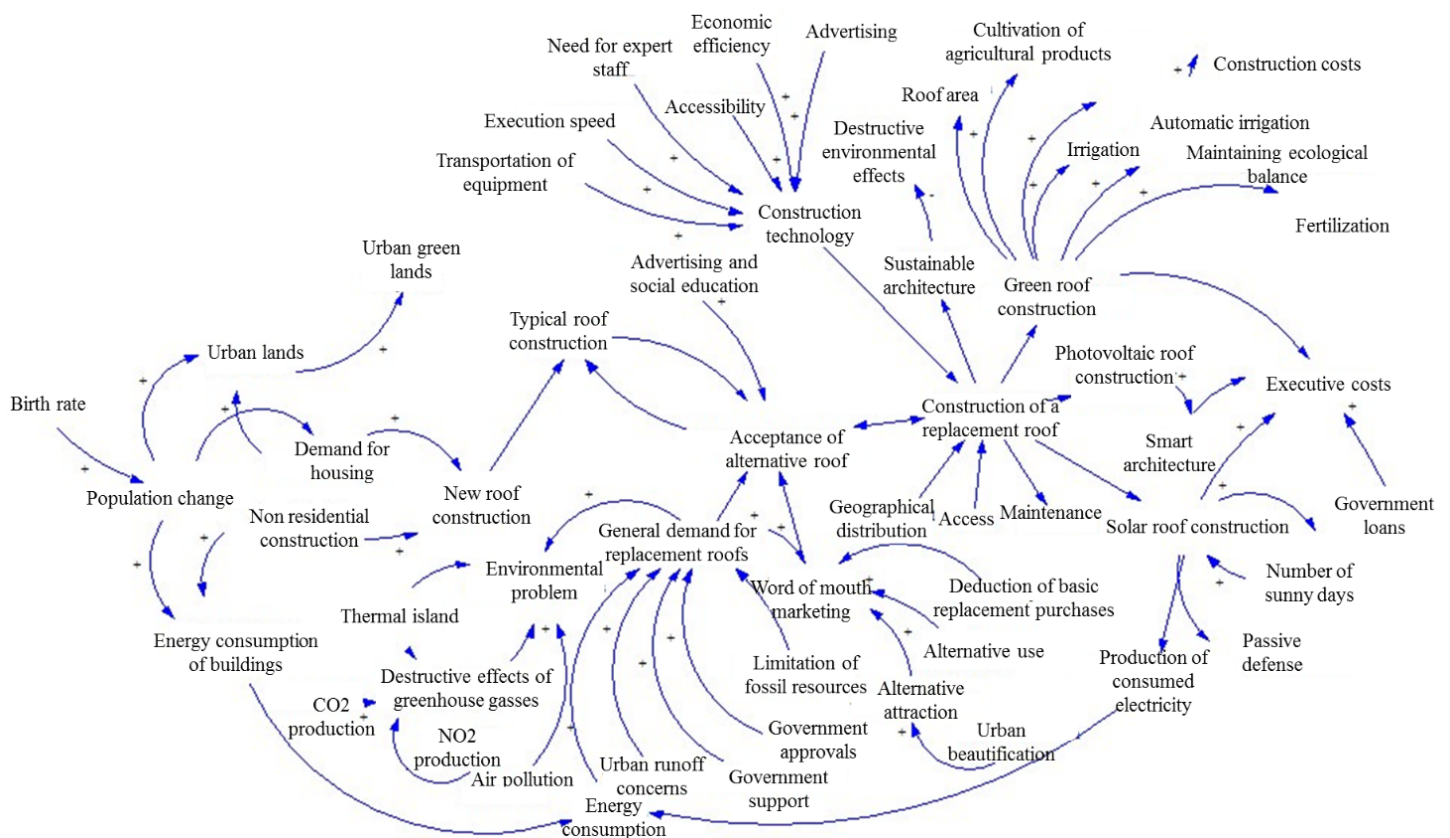 Economic
efficiency
Advertising
Cultivation of
agricultural products
Need for expert
staff
Construction costs
Accessibility
Roof area
Execution speed
Destructive
environmental
effects
Automatic irrigation
Irrigation
Maintaining ecological
balance
Transportation of
equipment
Construction
technology
Fertilization
Urban green
lands
Advertising and
social education
Sustainable
architecture
Green roof
construction
Typical roof
construction
Urban lands
Photovoltaic roof
construction
Executive costs
Birth rate
Construction of a
replacement roof
Demand for
housing
Acceptance of
alternative roof
Smart
architecture
Population change
New roof
construction
Non residential
construction
Geographical
distribution
Access
Maintenance
Government
loans
General demand for
replacement roofs
Solar roof construction
Environmental
problem
Word of mouth
marketing
Deduction of basic
replacement purchases
Number of
sunny days
Thermal island
Energy consumption
of buildings
Alternative use
Passive
defense
Limitation of
fossil resources
Production of
consumed
electricity
Destructive effects of
greenhouse gasses
Alternative
attraction
CO2
production
NO2
production
Government
approvals
Urban
beautification
Air pollution
Urban runoff
concerns
Government
support
Energy
consumption